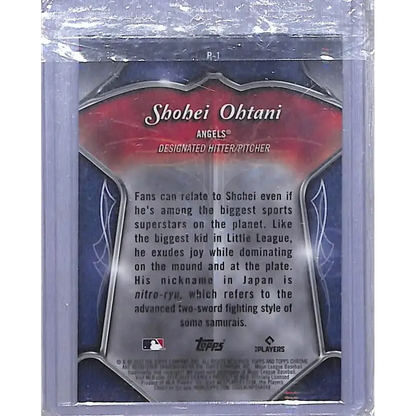 R-1
Shohei Ohtani
ANGELS®
DESIGNATED HITTER/PITCHER
Fans can relate to Shohei even if
he's among the biggest sports
superstars on the planet. Like
the biggest kid in Little League,
he exudes joy while dominating
on the mound and at the plate.
His nickname in Japan is
nitro-ryu, which refers to the
advanced two-sword fighting style of
some samurais.
TOPPS
PLAYERS